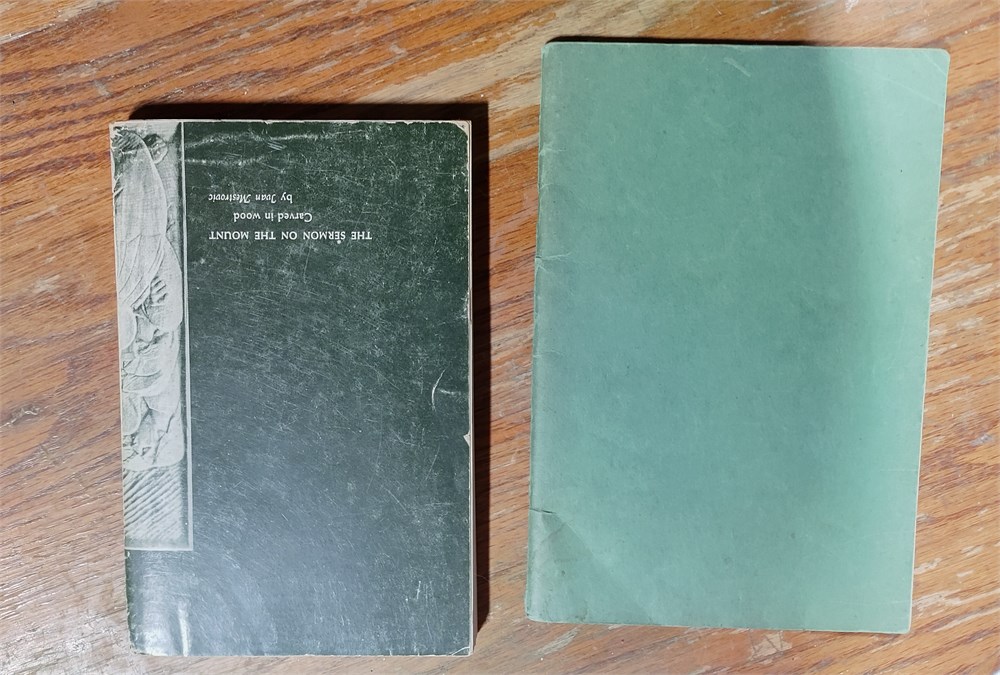 THE SERMON ON THE MOUNT
Carved in wood
by Ivan Mestrovic